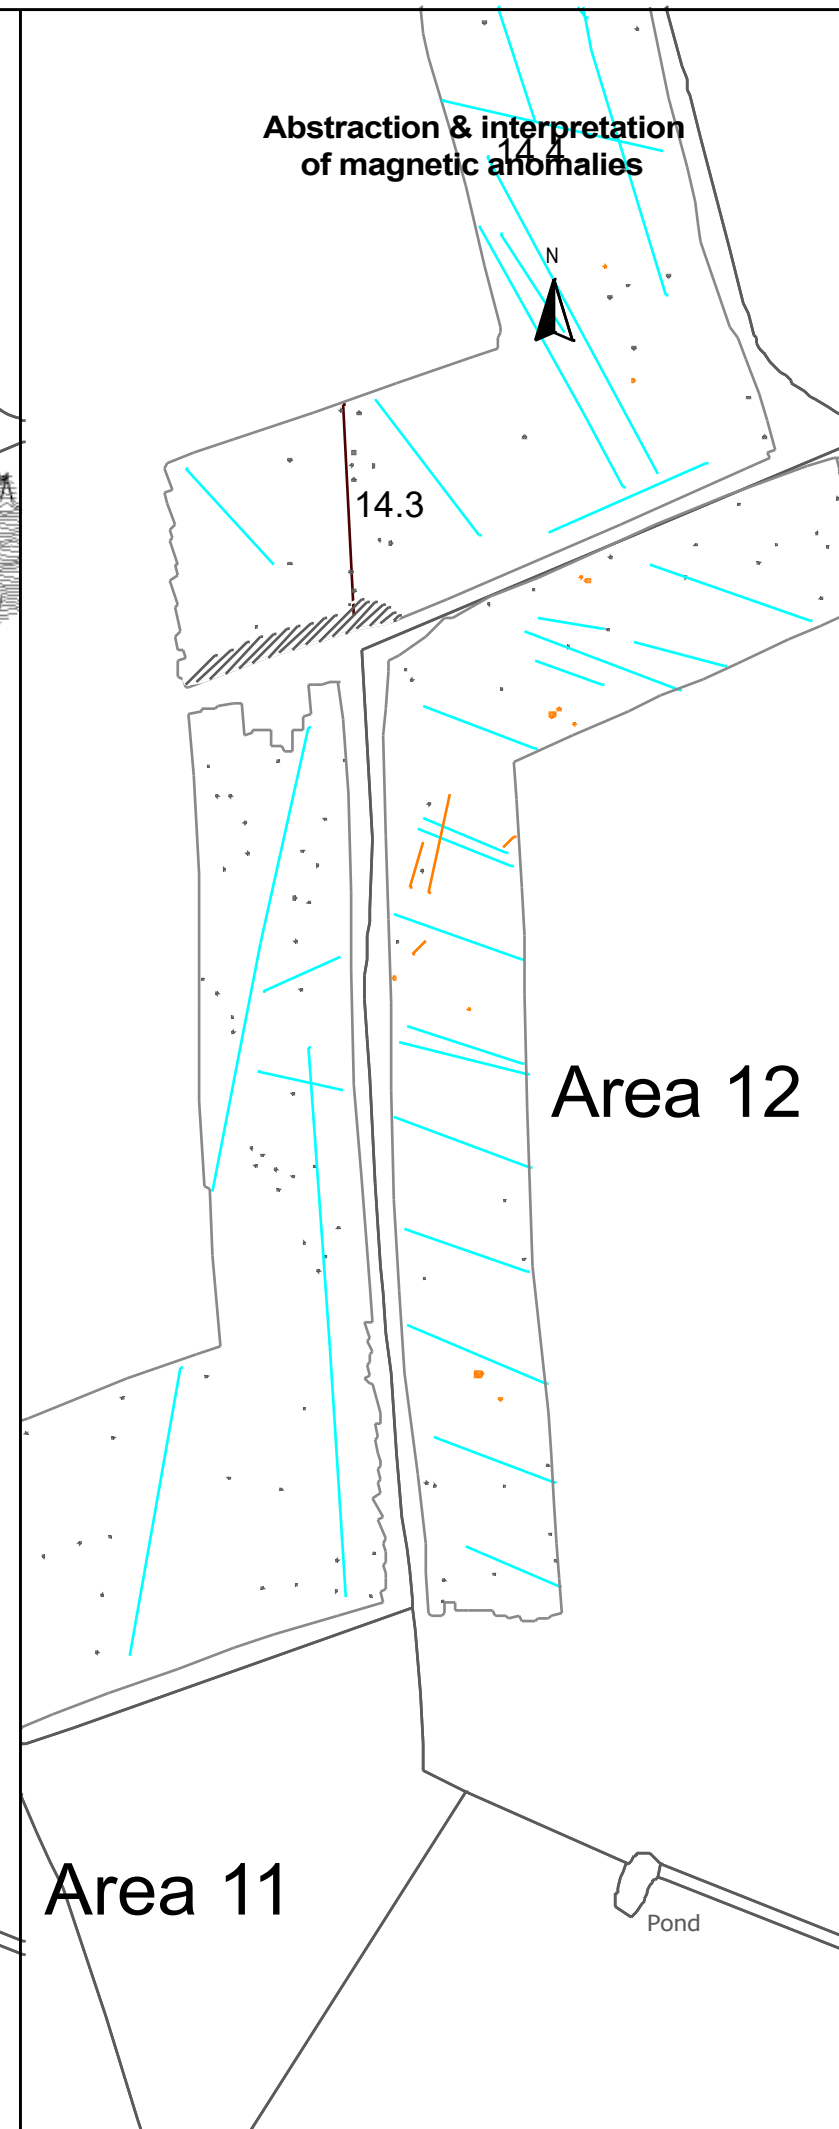 Abstraction & interpretation
14.4
of magnetic anomalies
N
14.3
Area 12
Area 11
Pond